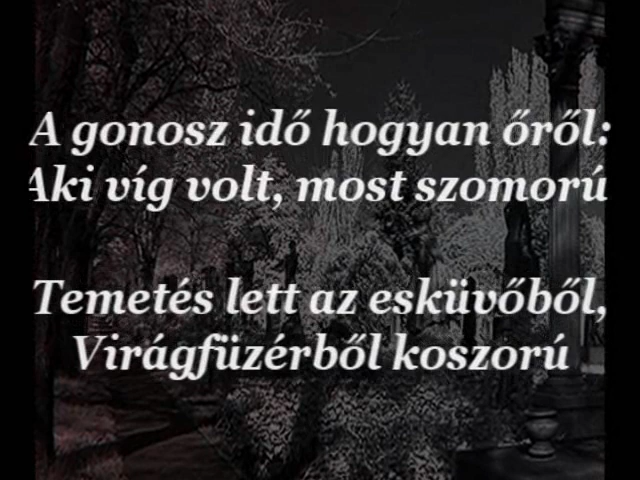 A gonosz idő hogyan őről:
Aki víg volt, most szomorú
Temetés lett az esküvőből,
Virágfüzérből koszorú